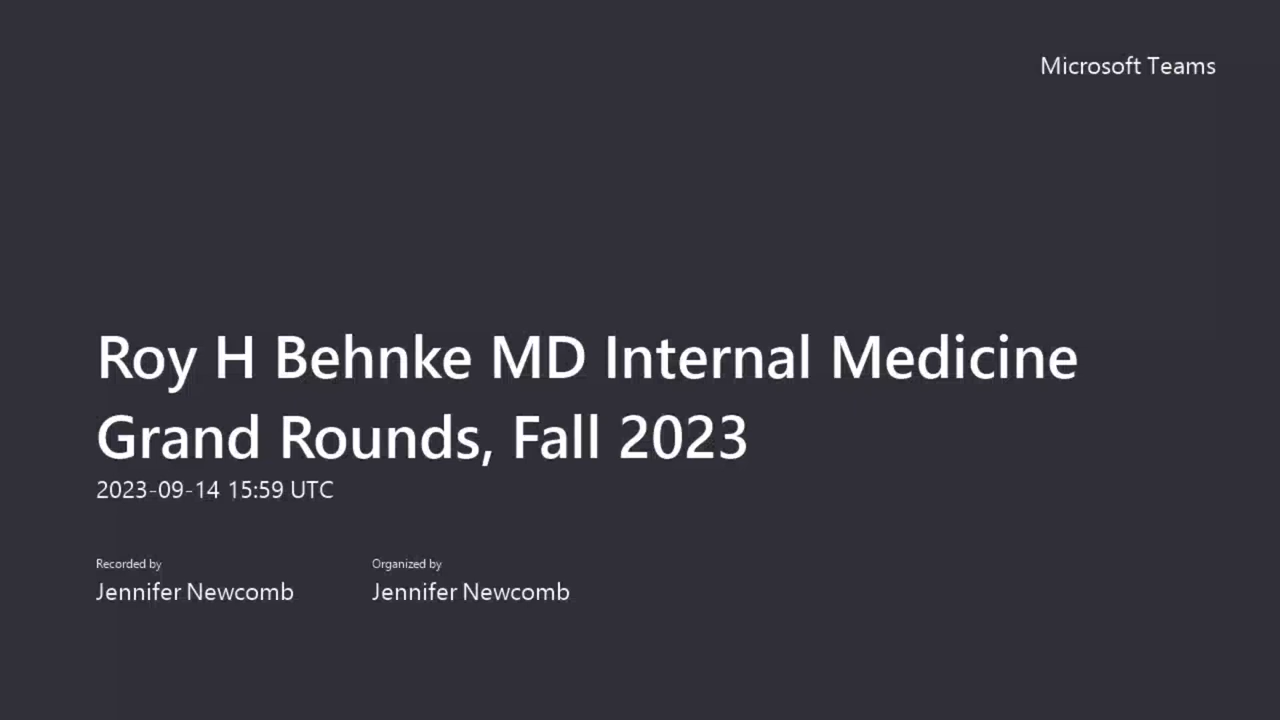 Microsoft Teams
Roy H Behnke MD Internal Medicine
Grand Rounds, Fall 2023
2023-09-14 15:59 UTC
Recorded by
Jennifer Newcomb
Organized by
Jennifer Newcomb